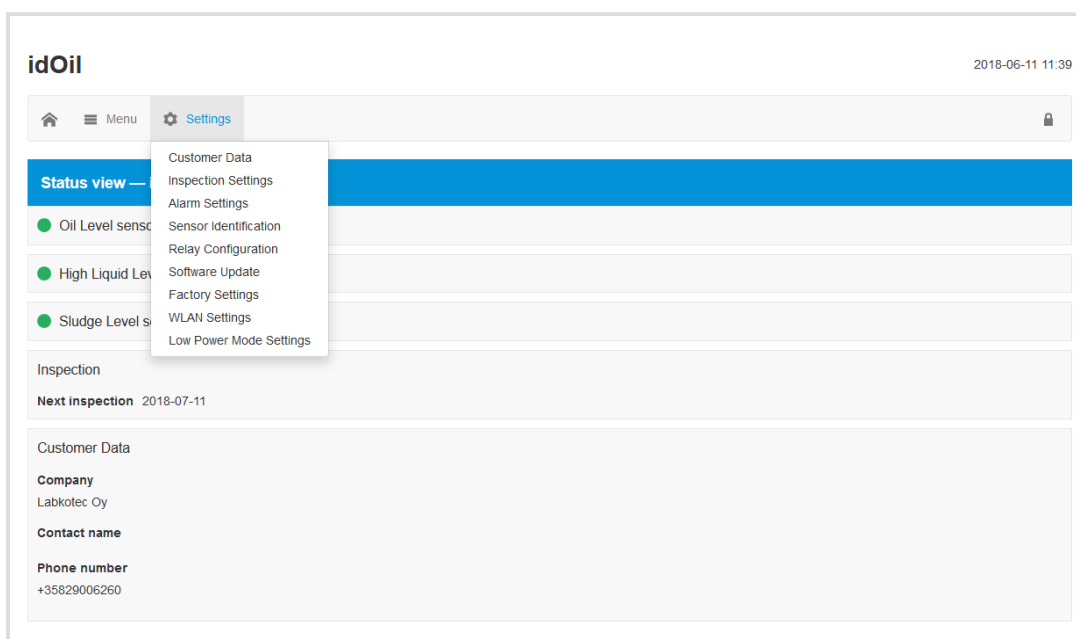 idOil
2018-06-11 11:39
Menu
Settings
Customer Data
Inspection Settings
Alarm Settings
Sensor Identification
Relay Configuration
Software Update
Factory Settings
WLAN Settings
Low Power Mode Settings
Status view —
Oil Level
High Liquid
Sludge Level
Inspection
Next inspection 2018-07-11
Customer Data
Company
Labkotec Oy
Contact name
Phone number
+35829006260